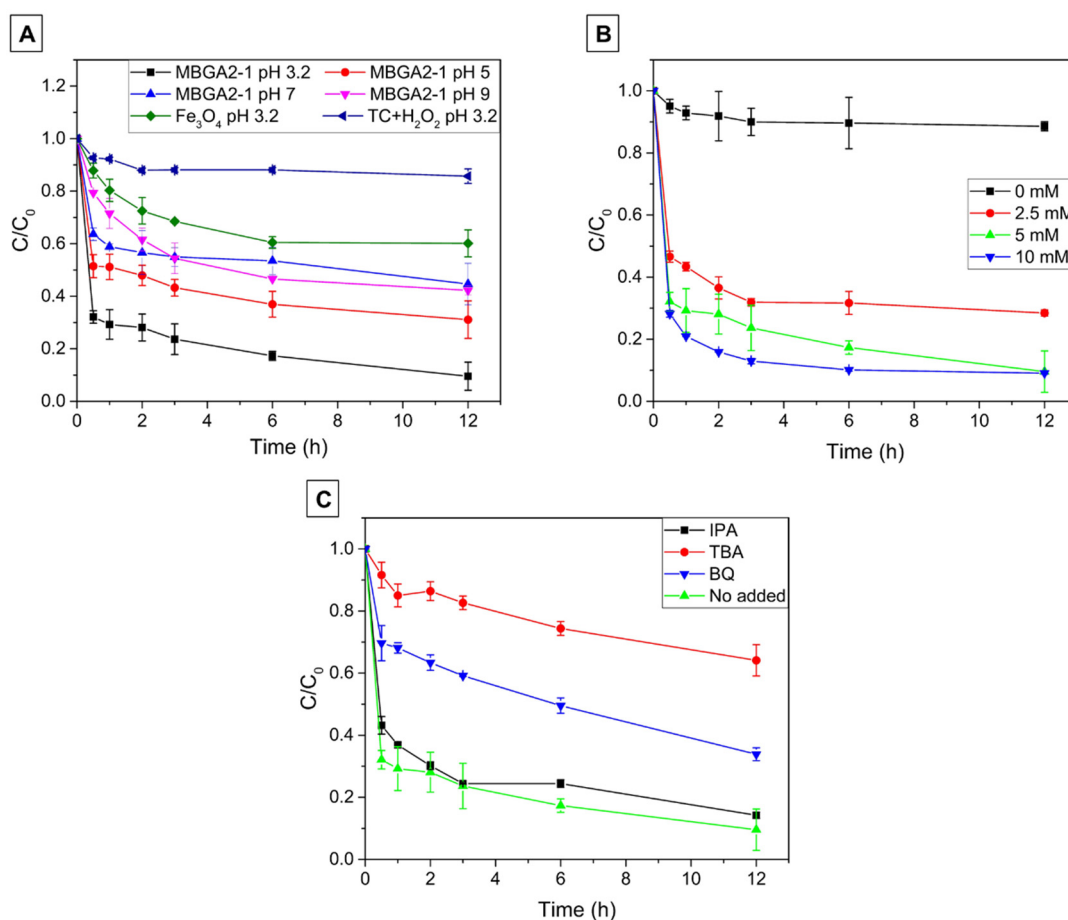 A
MBGA2-1 pH 3.2
MBGA2-1 pH 5
MBGA2-1 pH 7
MBGA2-1 pH 9
Fe₃O₄ pH 3.2
TC+H₂O₂ pH 3.2
1.2
1.0
0.8
0.6
0.4
0.2
0.0
C/C₀
0 2 4 6 8 10 12
Time (h)
B
1.0
0.8
0.6
0.4
0.2
0.0
C/C₀
0 mM
2.5 mM
5 mM
10 mM
0 2 4 6 8 10 12
Time (h)
C
IPA
TBA
BQ
No added
1.0
0.8
0.6
0.4
0.2
0.0
C/C₀
0 2 4 6 8 10 12
Time (h)